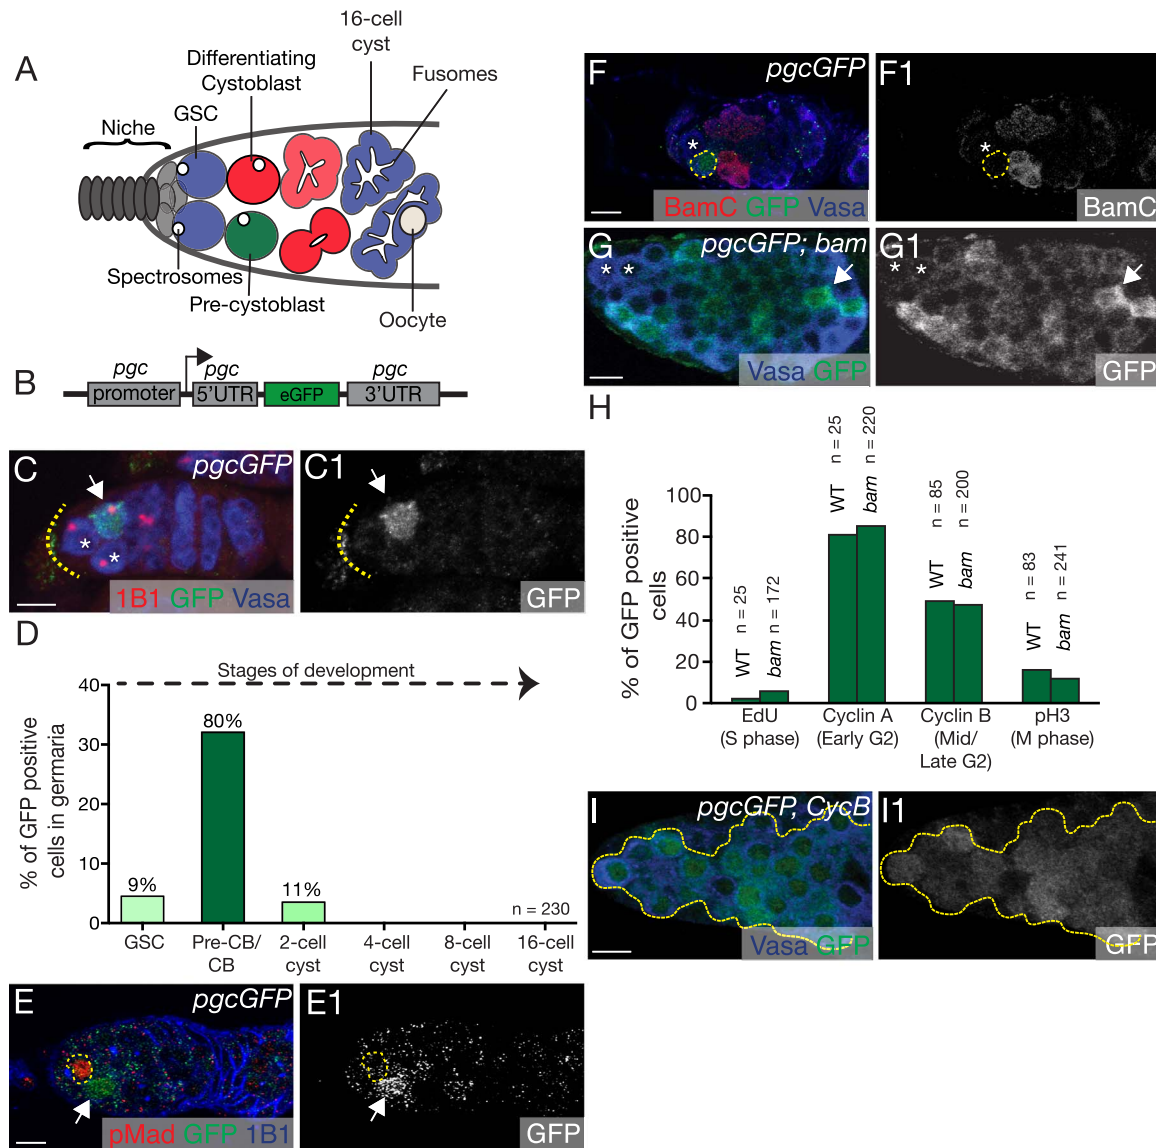 A
16-cell
cyst
Differentiating
Cystoblast
Fusomes
GSC
Niche
Spectrosomes
Pre-cystoblast
Oocyte
B
pgc
pgc
pgc
promoter
5'UTR
eGFP
3'UTR
C
pgcGFP
* *
1B1 GFP Vasa
C1
GFP
D
Stages of development
% of GFP positive
cells in germaria
40
30
20
10
0
9%
80%
11%
n = 230
GSC
Pre-CB/
CB
2-cell
cyst
4-cell
cyst
8-cell
cyst
16-cell
cyst
E
pgcGFP
pMad GFP 1B1
E1
GFP
F
pgcGFP
*
BamC GFP Vasa
F1
*
BamC
G
pgcGFP; bam
* *
Vasa GFP
G1
* *
GFP
H
% of GFP positive
cells
100
80
60
40
20
0
WT n = 25
bam n = 172
WT n = 25
bam n = 220
WT n = 85
bam n = 200
WT n = 83
bam n = 241
EdU
(S phase)
Cyclin A
(Early G2)
Cyclin B
(Mid/
Late G2)
pH3
(M phase)
I
pgcGFP, CycB
Vasa GFP
I1
GFP